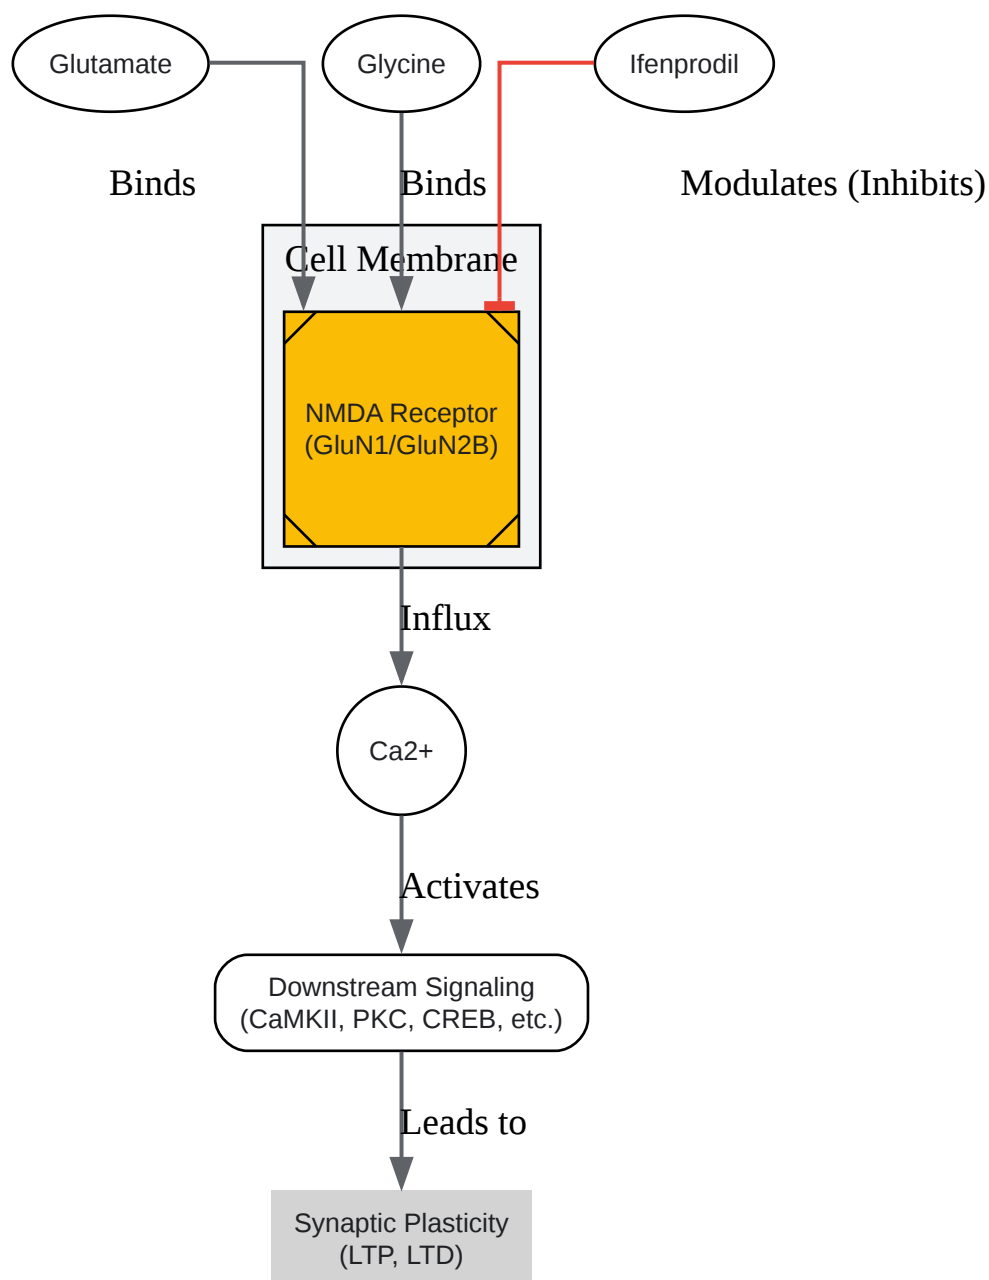 Glutamate
Glycine
Ifenprodil
Binds
Binds
Modulates (Inhibits)
Cell Membrane
NMDA Receptor
(GluN1/GluN2B)
Influx
Ca2+
Activates
Downstream Signaling
(CaMKII, PKC, CREB, etc.)
Leads to
Synaptic Plasticity
(LTP, LTD)